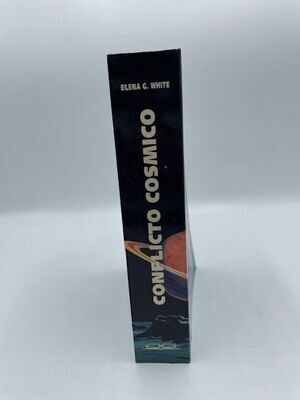 ELENA G. WHITE
CONFLICTO COSMICO